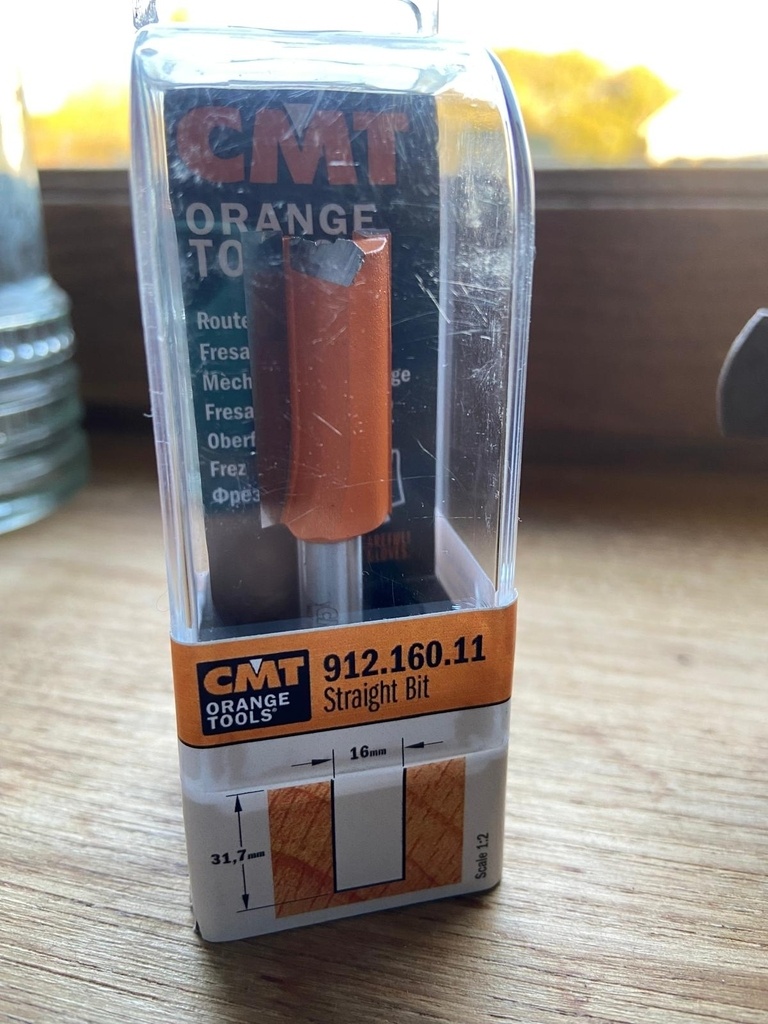 CMT
ORANGE
TO
Route
Fresa
Mèch
ge
Fresa
Oberf
Frez
Фрез
CMT
ORANGE
TOOLS®
912.160.11
Straight Bit
16mm
31,7mm
Scale 1:2